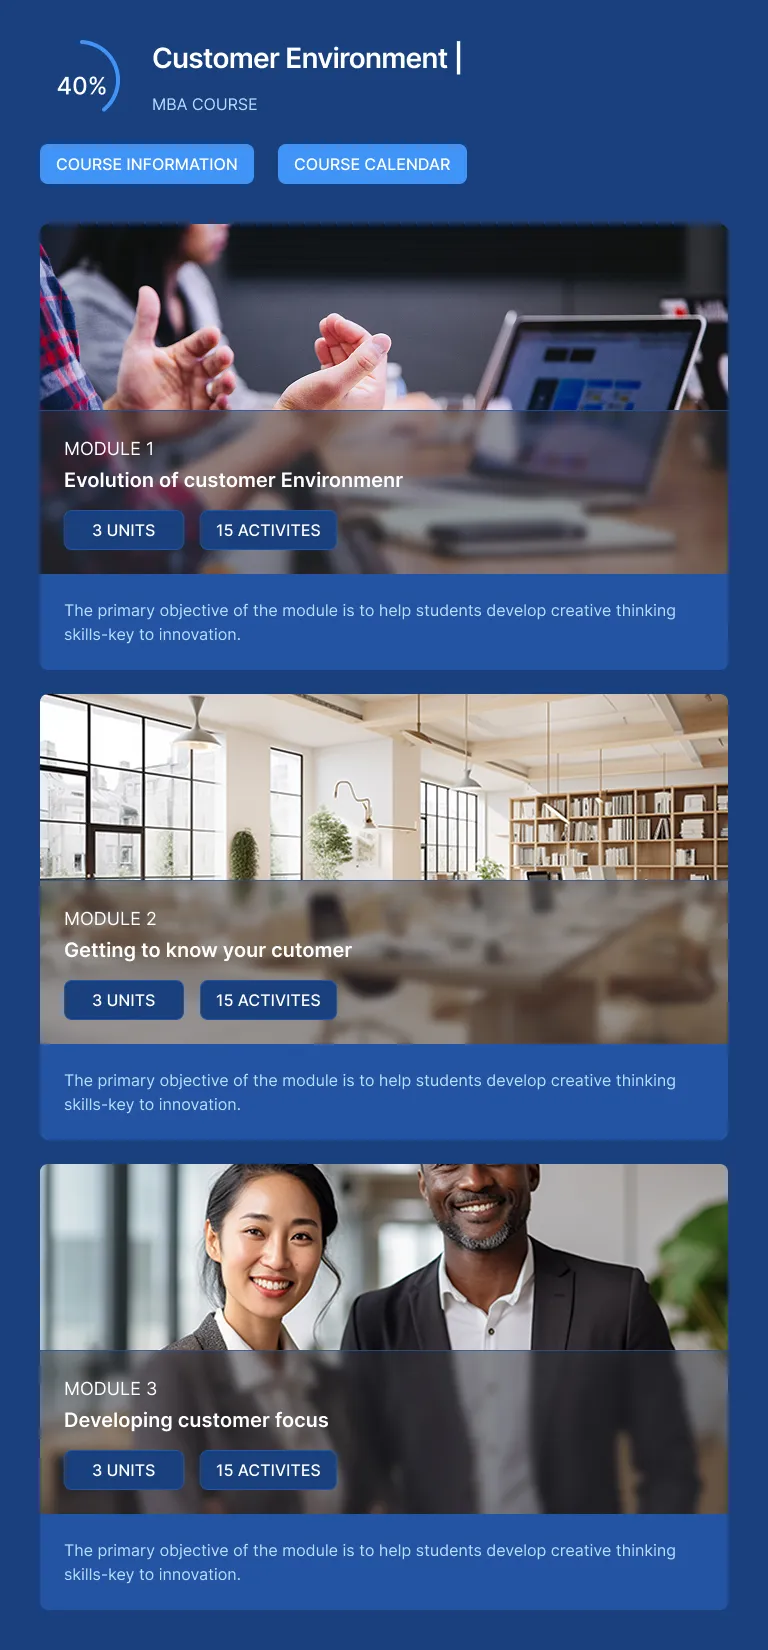 40%
Customer Environment |
MBA COURSE
COURSE INFORMATION
COURSE CALENDAR
MODULE 1
Evolution of customer Environmenr
3 UNITS
15 ACTIVITES
The primary objective of the module is to help students develop creative thinking
skills-key to innovation.
MODULE 2
Getting to know your cutomer
3 UNITS
15 ACTIVITES
The primary objective of the module is to help students develop creative thinking
skills-key to innovation.
MODULE 3
Developing customer focus
3 UNITS
15 ACTIVITES
The primary objective of the module is to help students develop creative thinking
skills-key to innovation.